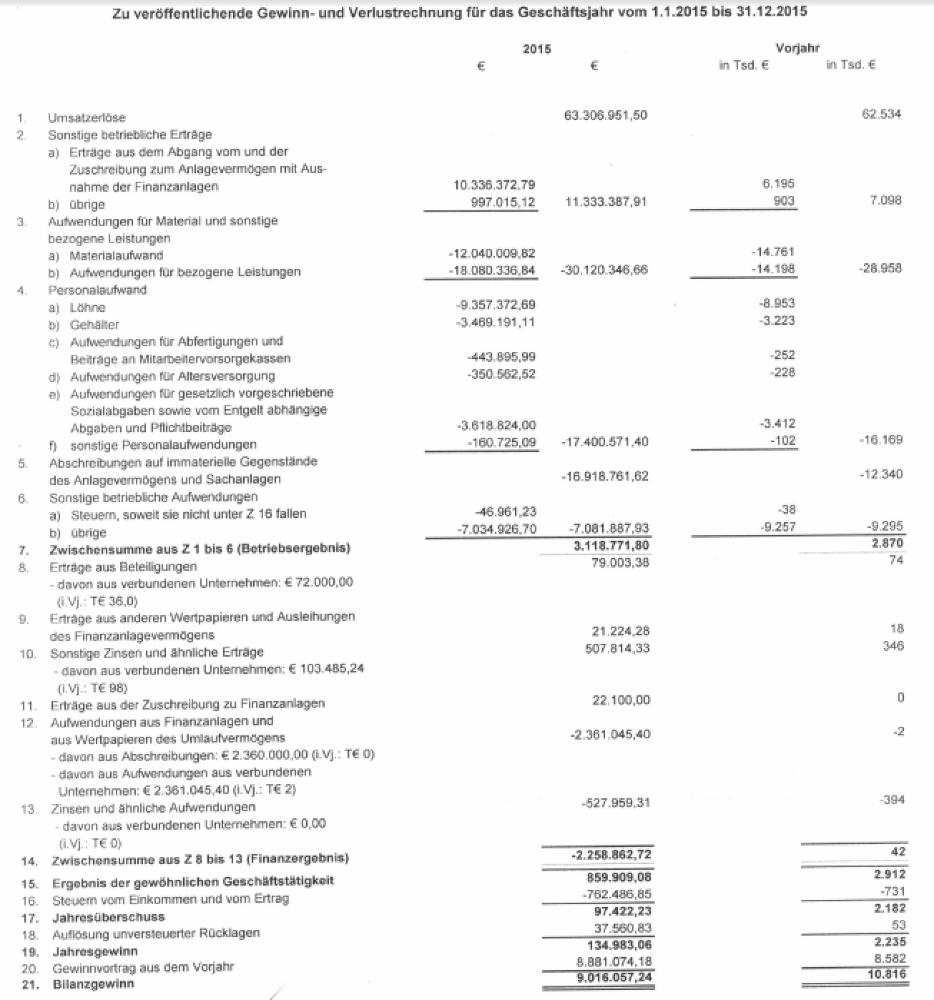 Zu veröffentlichende Gewinn- und Verlustrechnung für das Geschäftsjahr vom 1.1.2015 bis 31.12.2015
2015 Vorjahr
€ € in Tsd. € in Tsd. €
1. Umsatzerlöse 63.306.951,50 62.534
2. Sonstige betriebliche Erträge
a) Erträge aus dem Abgang vom und der
Zuschreibung zum Anlagevermögen mit Aus-
nahme der Finanzanlagen 10.336.372,79 6.195
b) übrige 997.015,12 11.333.387,91 903 7.098
3. Aufwendungen für Material und sonstige
bezogene Leistungen
a) Materialaufwand -12.040.009,82 -14.761
b) Aufwendungen für bezogene Leistungen -18.080.336,84 -30.120.346,66 -14.198 -28.958
4. Personalaufwand
a) Löhne -9.357.372,69 -8.953
b) Gehälter -3.469.191,11 -3.223
c) Aufwendungen für Abfertigungen und
Beiträge an Mitarbeitervorsorgekassen -443.895,99 -252
d) Aufwendungen für Altersversorgung -350.562,52 -228
e) Aufwendungen für gesetzlich vorgeschriebene
Sozialabgaben sowie vom Entgelt abhängige
Abgaben und Pflichtbeiträge -3.618.824,00 -3.412
f) sonstige Personalaufwendungen -160.725,09 -17.400.571,40 -102 -16.169
5. Abschreibungen auf immaterielle Gegenstände
des Anlagevermögens und Sachanlagen -16.918.761,62 -12.340
6. Sonstige betriebliche Aufwendungen
a) Steuern, soweit sie nicht unter Z 16 fallen -46.961,23 -38
b) übrige -7.034.926,70 -7.081.887,93 -9.257 -9.295
7. Zwischensumme aus Z 1 bis 6 (Betriebsergebnis) 3.118.771,80 2.870
8. Erträge aus Beteiligungen 79.003,38 74
- davon aus verbundenen Unternehmen: € 72.000,00
(i.Vj.: T€ 36,0)
9. Erträge aus anderen Wertpapieren und Ausleihungen
des Finanzanlagevermögens 21.224,28 18
10. Sonstige Zinsen und ähnliche Erträge 507.814,33 346
- davon aus verbundenen Unternehmen: € 103.485,24
(i.Vj.: T€ 98)
11. Erträge aus der Zuschreibung zu Finanzanlagen 22.100,00 0
12. Aufwendungen aus Finanzanlagen und
aus Wertpapieren des Umlaufvermögens -2.361.045,40 -2
- davon aus Abschreibungen: € 2.360.000,00 (i.Vj.: T€ 0)
- davon aus Aufwendungen aus verbundenen
Unternehmen: € 2.361.045,40 (i.Vj.: T€ 2)
13. Zinsen und ähnliche Aufwendungen -527.959,31 -394
- davon aus verbundenen Unternehmen: € 0,00
(i.Vj.: T€ 0)
14. Zwischensumme aus Z 8 bis 13 (Finanzergebnis) -2.258.862,72 42
15. Ergebnis der gewöhnlichen Geschäftstätigkeit 859.909,08 2.912
16. Steuern vom Einkommen und vom Ertrag -762.486,85 -731
17. Jahresüberschuss 97.422,23 2.182
18. Auflösung unversteuerter Rücklagen 37.560,83 53
19. Jahresgewinn 134.983,06 2.235
20. Gewinnvortrag aus dem Vorjahr 8.881.074,18 8.582
21. Bilanzgewinn 9.016.057,24 10.816